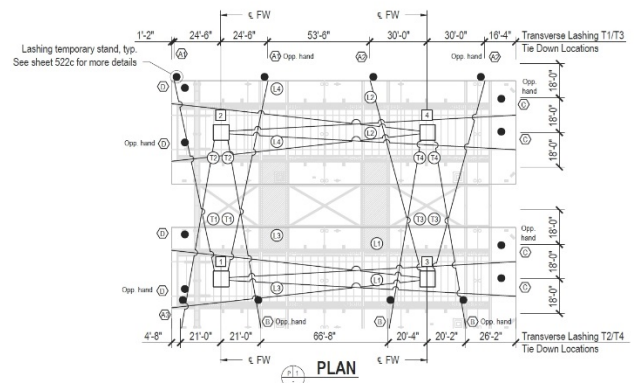 ℄ FW ℄ FW
1'-2" 24'-6" 24'-6" 53'-6" 30'-0" 30'-0" 16'-4" Transverse Lashing T1/T3
Tie Down Locations
A1 A1 Opp. hand A2 Opp. hand A2
Lashing temporary stand, typ.
See sheet 522c for more details
Opp. hand
18'-0"
D L4 L2 C
2 4
18'-0"
L2
Opp. hand D L4 C
T2 T2 T4 T4
18'-0"
T1 T1 T3 T3
18'-0"
D L3 L1 Opp. hand
C
1 3
18'-0"
D L3 L1 C
Opp. hand
18'-0"
A3 B Opp. hand B B Opp. hand
4'-8" 21'-0" 21'-0" 66'-8" 20'-4" 20'-2" 26'-2" Transverse Lashing T2/T4
Tie Down Locations
℄ FW ℄ FW
PLAN